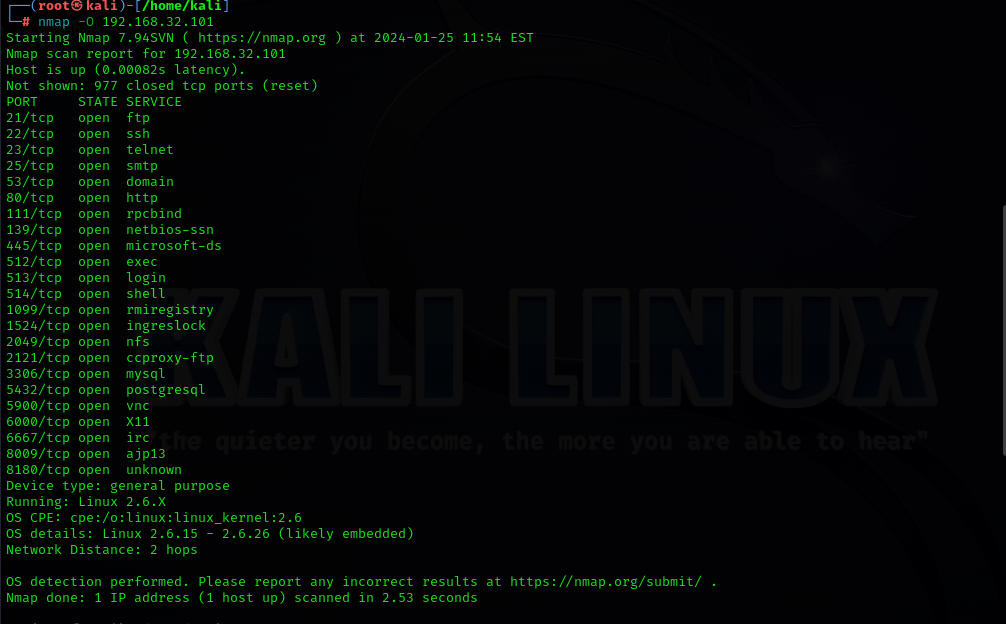 ┌──(root㉿kali)-[/home/kali]
└─# nmap -O 192.168.32.101
Starting Nmap 7.94SVN ( https://nmap.org ) at 2024-01-25 11:54 EST
Nmap scan report for 192.168.32.101
Host is up (0.00082s latency).
Not shown: 977 closed tcp ports (reset)
PORT     STATE SERVICE
21/tcp   open  ftp
22/tcp   open  ssh
23/tcp   open  telnet
25/tcp   open  smtp
53/tcp   open  domain
80/tcp   open  http
111/tcp  open  rpcbind
139/tcp  open  netbios-ssn
445/tcp  open  microsoft-ds
512/tcp  open  exec
513/tcp  open  login
514/tcp  open  shell
1099/tcp open  rmiregistry
1524/tcp open  ingreslock
2049/tcp open  nfs
2121/tcp open  ccproxy-ftp
3306/tcp open  mysql
5432/tcp open  postgresql
5900/tcp open  vnc
6000/tcp open  X11
6667/tcp open  irc
8009/tcp open  ajp13
8180/tcp open  unknown
Device type: general purpose
Running: Linux 2.6.X
OS CPE: cpe:/o:linux:linux_kernel:2.6
OS details: Linux 2.6.15 - 2.6.26 (likely embedded)
Network Distance: 2 hops

OS detection performed. Please report any incorrect results at https://nmap.org/submit/ .
Nmap done: 1 IP address (1 host up) scanned in 2.53 seconds
KALI LINUX
"the quieter you become, the more you are able to hear"